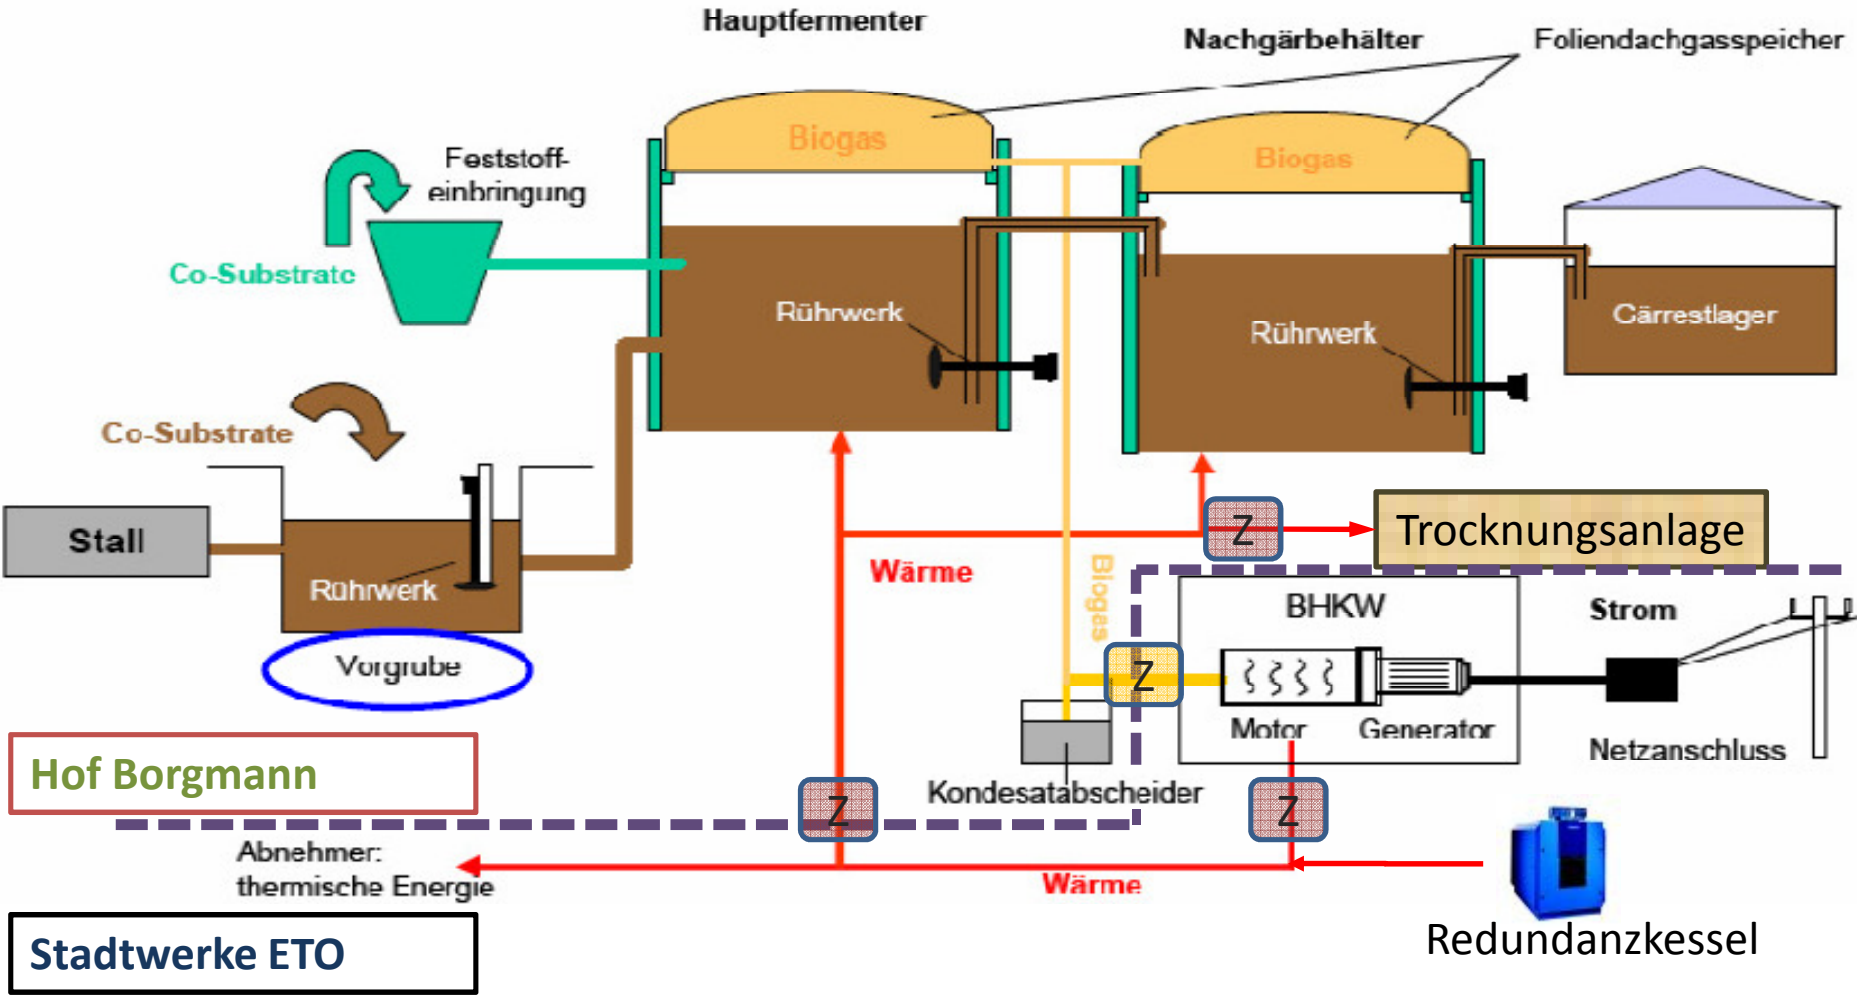 Hauptfermenter
Nachgärbehälter
Foliendachgasspeicher
Biogas
Biogas
Feststoff-
einbringung
Co-Substrate
Rührwerk
Rührwerk
Gärrestlager
Co-Substrate
Stall
Rührwerk
Vorgrube
Z
Trocknungsanlage
Wärme
Biogas
BHKW
Strom
Z
Motor
Generator
Netzanschluss
Hof Borgmann
Kondesatabscheider
Z
Z
Abnehmer:
thermische Energie
Wärme
Stadtwerke ETO
Redundanzkessel